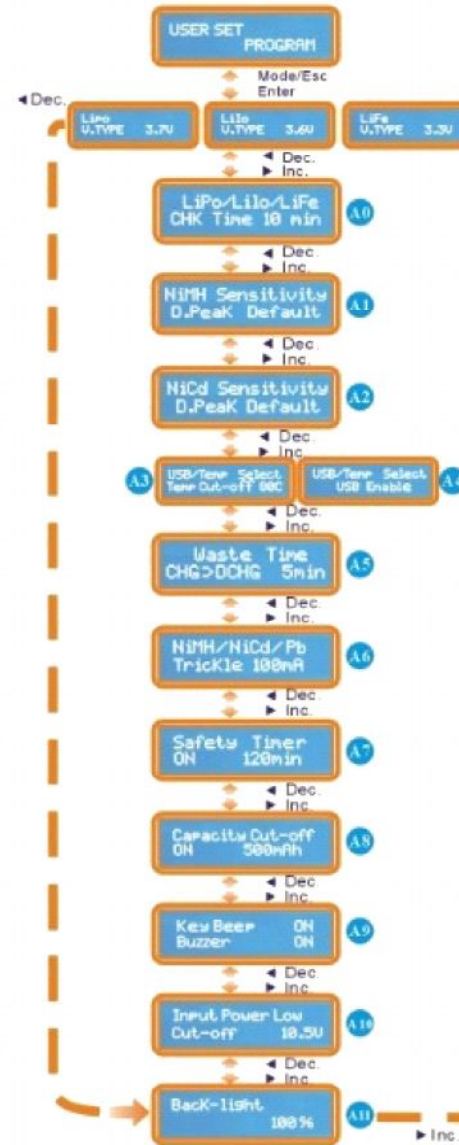 USER SET
PROGRAM
Mode/Esc
Enter
◄ Dec.
Lipo
V.TYPE 3.7V
LiIo
V.TYPE 3.6V
LiFe
V.TYPE 3.3V
◄ Dec.
► Inc.
LiPo/LiIo/LiFe
CHK Time 10 min
A0
◄ Dec.
► Inc.
NiMH Sensitivity
D.Peak Default
A1
◄ Dec.
► Inc.
NiCd Sensitivity
D.Peak Default
A2
◄ Dec.
► Inc.
A3
USB/Temp Select
Temp Cut-off 80C
USB/Temp Select
USB Enable
A4
◄ Dec.
► Inc.
Waste Time
CHG>DCHG 5min
A5
◄ Dec.
► Inc.
NiMH/NiCd/Pb
Trickle 100mA
A6
◄ Dec.
► Inc.
Safety Timer
ON 120min
A7
◄ Dec.
► Inc.
Capacity Cut-off
ON 500mAh
A8
◄ Dec.
► Inc.
Key Beep ON
Buzzer ON
A9
◄ Dec.
► Inc.
Input Power Low
Cut-off 10.5V
A10
◄ Dec.
► Inc.
Back-light
100%
A11
► Inc.